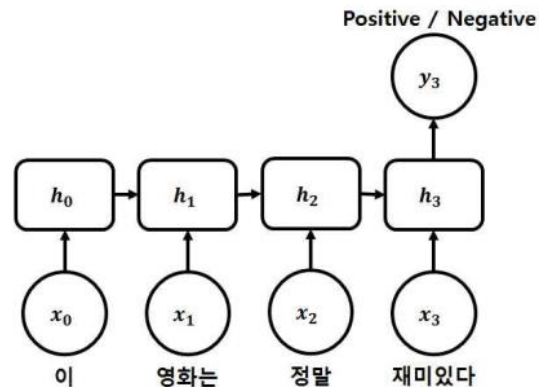 Positive / Negative
y₃
h₀ h₁ h₂ h₃
x₀ x₁ x₂ x₃
이 영화는 정말 재미있다